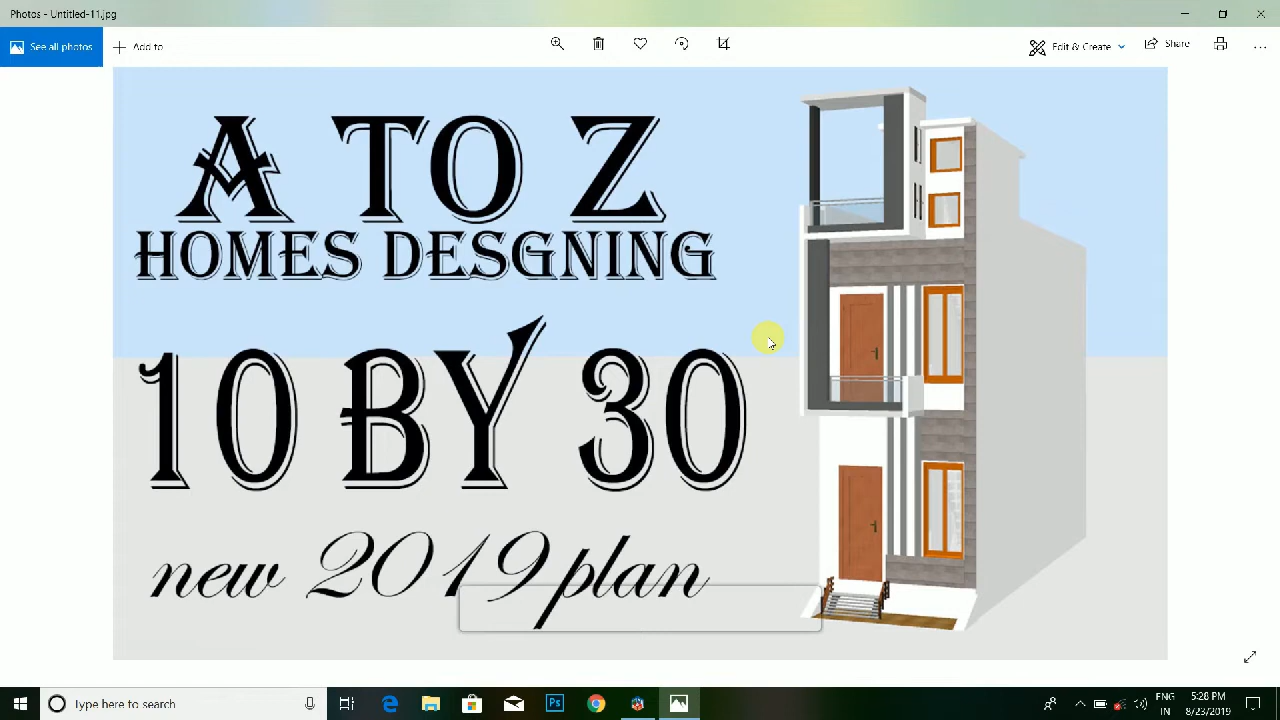 Photos - Untitled-11.jpg
See all photos
Add to
Edit & Create
Share
A TO Z
HOMES DESGNING
10 BY 30
new 2019 plan
Type here to search
Ps
ENG
IN
5:28 PM
8/23/2019